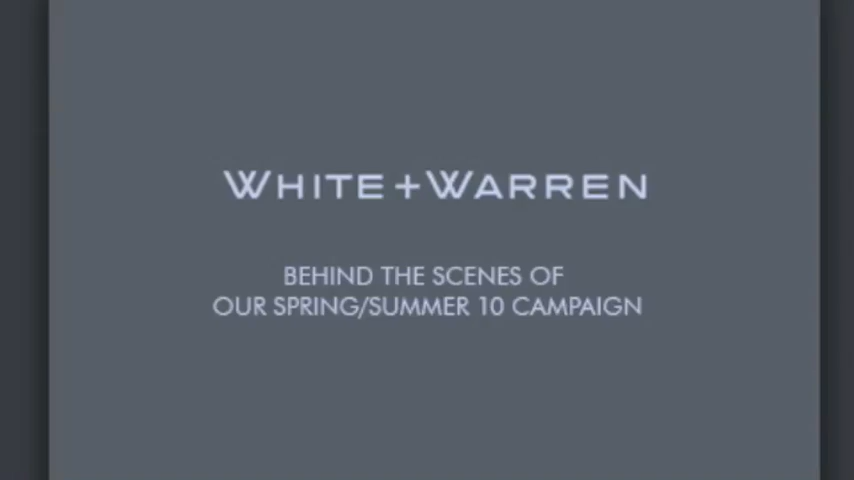 WHITE+WARREN
BEHIND THE SCENES OF
OUR SPRING/SUMMER 10 CAMPAIGN